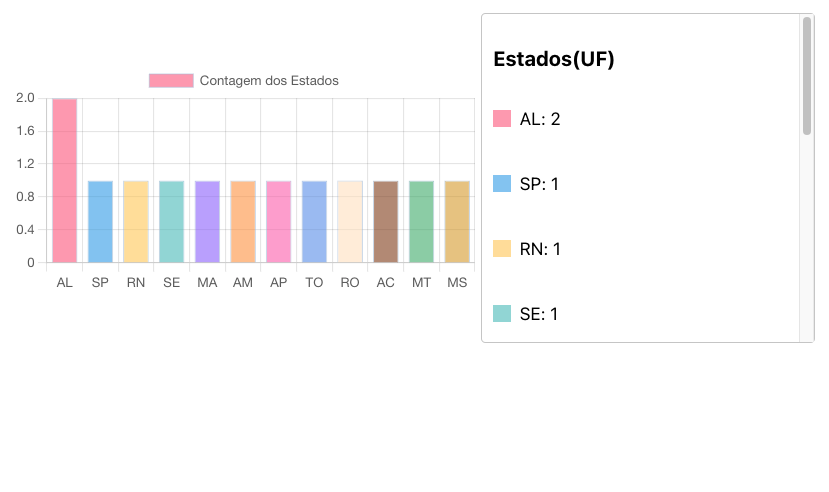 Contagem dos Estados
2.0
1.6
1.2
0.8
0.4
0
AL SP RN SE MA AM AP TO RO AC MT MS
Estados(UF)
AL: 2
SP: 1
RN: 1
SE: 1